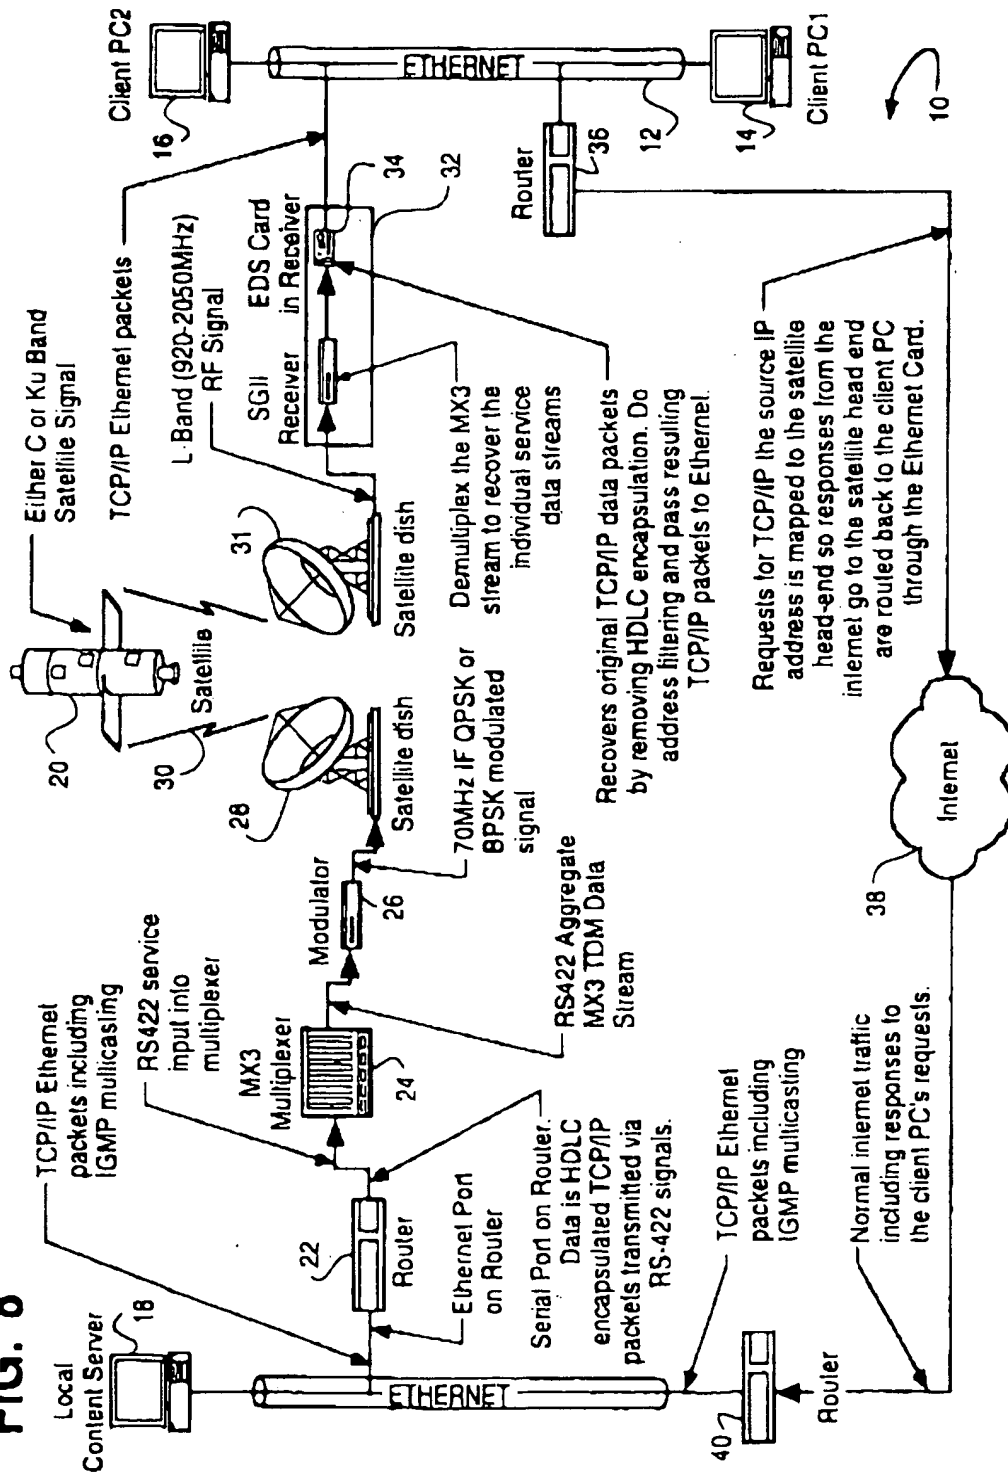 FIG. 8
Local
Content Server
18
TCP/IP Ethernet
packets including
IGMP multicasting
RS422 service
input into
multiplexer
MX3
Multiplexer
24
Modulator
26
20
30
28
Satellite
Either C or Ku Band
Satellite Signal
TCP/IP Ethernet packets
L-Band (920-2050MHz)
RF Signal
31
Satellite dish
Satellite dish
SGII
Receiver
EDS Card
in Receiver
34
32
16
Client PC2
ETHERNET
12
Router
36
14
Client PC1
10
22
Router
Ethernet Port
on Router
Serial Port on Router.
Data is HDLC
encapsulated TCP/IP
packets transmitted via
RS-422 signals.
RS422 Aggregate
MX3 TDM Data
Stream
70MHz IF QPSK or
BPSK modulated
signal
Demultiplex the MX3
stream to recover the
individual service
data streams
Recovers original TCP/IP data packets
by removing HDLC encapsulation. Do
address filtering and pass resulting
TCP/IP packets to Ethernet.
Requests for TCP/IP the source IP
address is mapped to the satellite
head-end so responses from the
internet go to the satellite head end
are routed back to the client PC
through the Ethernet Card.
ETHERNET
TCP/IP Ethernet
packets including
IGMP multicasting
40
Router
Normal internet traffic
including responses to
the client PC's requests.
38
Internet